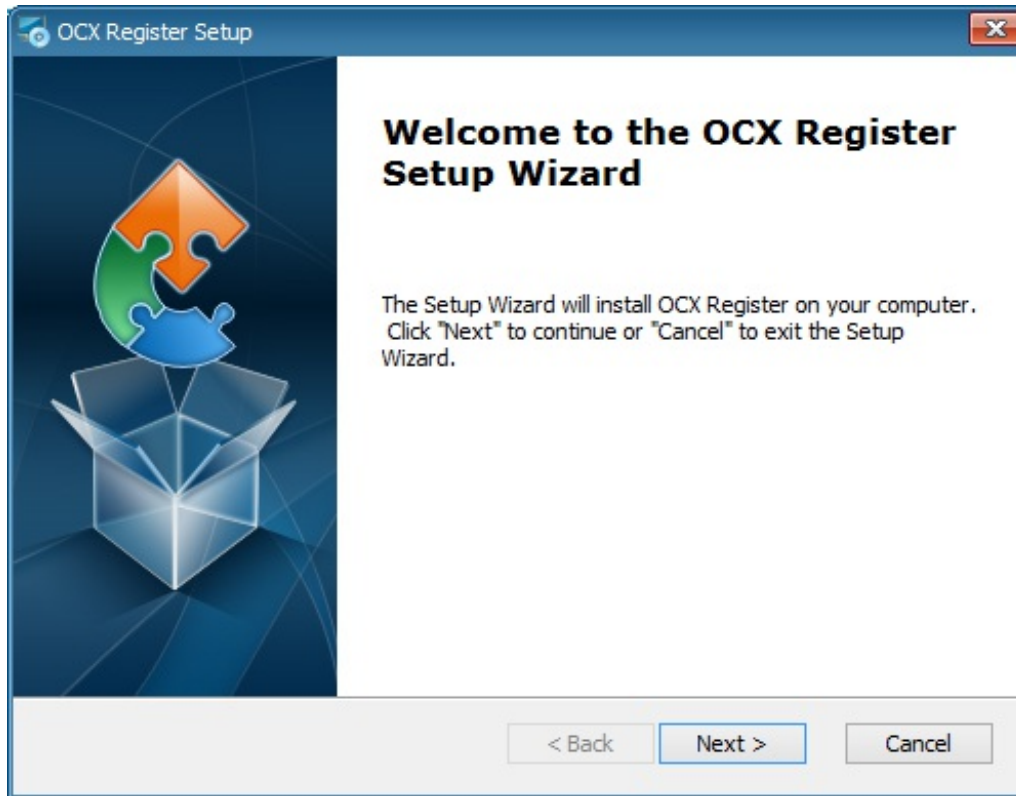 OCX Register Setup
Welcome to the OCX Register
Setup Wizard
The Setup Wizard will install OCX Register on your computer.
Click "Next" to continue or "Cancel" to exit the Setup
Wizard.
< Back
Next >
Cancel